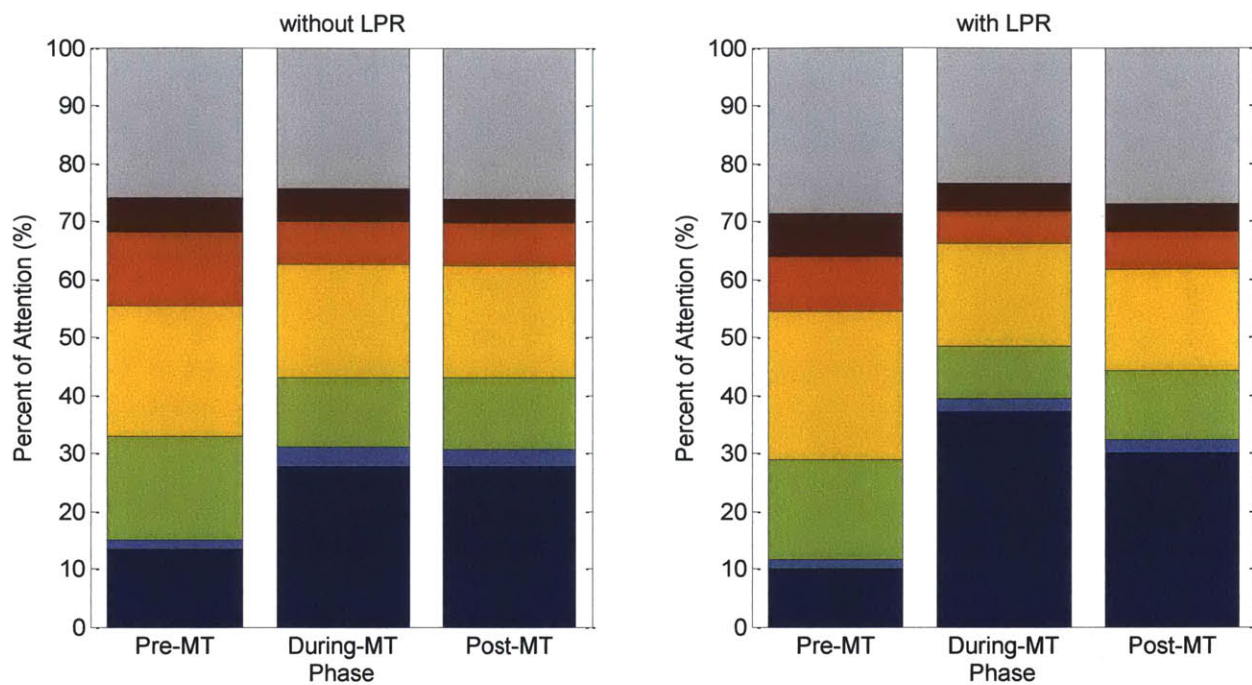 without LPR
100
90
80
70
60
50
40
30
20
10
0
Percent of Attention (%)
Pre-MT
During-MT
Post-MT
Phase
with LPR
100
90
80
70
60
50
40
30
20
10
0
Percent of Attention (%)
Pre-MT
During-MT
Post-MT
Phase